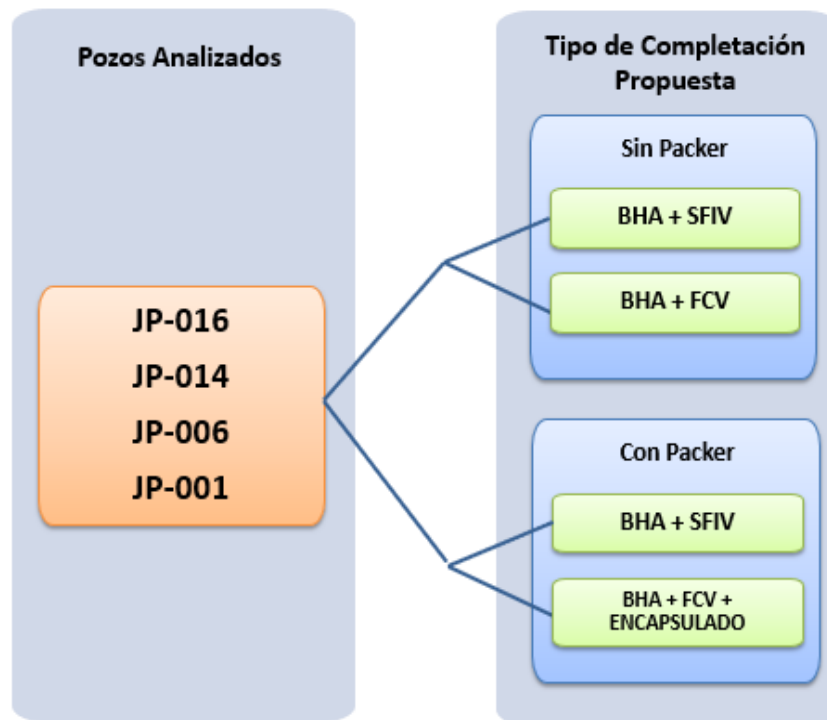 Pozos Analizados
JP-016
JP-014
JP-006
JP-001
Tipo de Completación
Propuesta
Sin Packer
BHA + SFIV
BHA + FCV
Con Packer
BHA + SFIV
BHA + FCV +
ENCAPSULADO